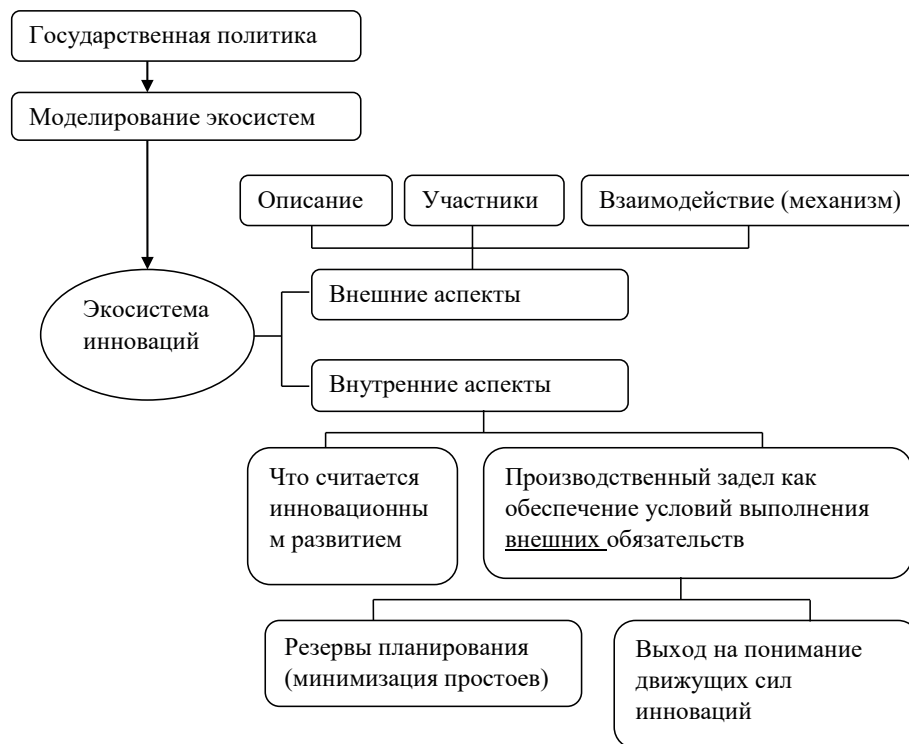 Государственная политика
Моделирование экосистем
Описание
Участники
Взаимодействие (механизм)
Экосистема
инноваций
Внешние аспекты
Внутренние аспекты
Что считается
инновационны
м развитием
Производственный задел как
обеспечение условий выполнения
внешних обязательств
Резервы планирования
(минимизация простоев)
Выход на понимание
движущих сил
инноваций